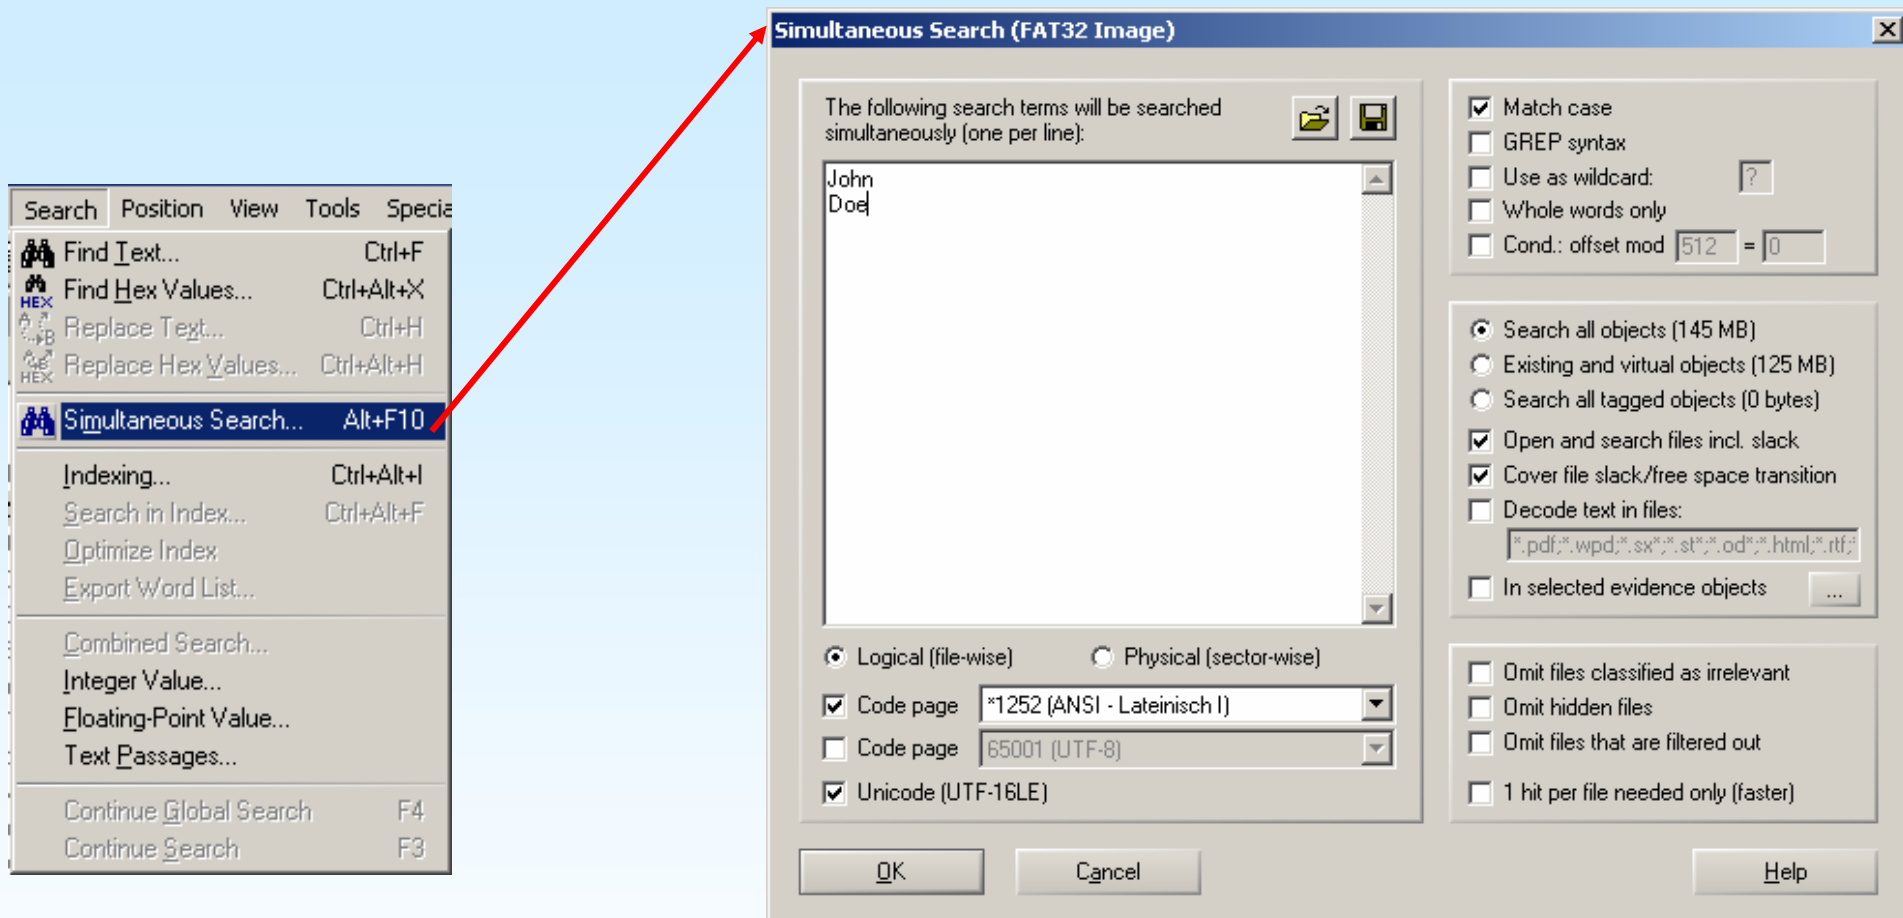 Search Position View Tools Specia
Find Text... Ctrl+F
HEX Find Hex Values... Ctrl+Alt+X
Replace Text... Ctrl+H
HEX Replace Hex Values... Ctrl+Alt+H
Simultaneous Search... Alt+F10
Indexing... Ctrl+Alt+I
Search in Index... Ctrl+Alt+F
Optimize Index
Export Word List...
Combined Search...
Integer Value...
Floating-Point Value...
Text Passages...
Continue Global Search F4
Continue Search F3
Simultaneous Search (FAT32 Image)
The following search terms will be searched
simultaneously (one per line):
John
Doe
Logical (file-wise) Physical (sector-wise)
Code page *1252 (ANSI - Lateinisch I)
Code page 65001 (UTF-8)
Unicode (UTF-16LE)
OK Cancel
Match case
GREP syntax
Use as wildcard: ?
Whole words only
Cond.: offset mod 512 = 0
Search all objects (145 MB)
Existing and virtual objects (125 MB)
Search all tagged objects (0 bytes)
Open and search files incl. slack
Cover file slack/free space transition
Decode text in files:
*.pdf;*.wpd;*.sx*;*.st*;*.od*;*.html;*.rtf;*
In selected evidence objects ...
Omit files classified as irrelevant
Omit hidden files
Omit files that are filtered out
1 hit per file needed only (faster)
Help